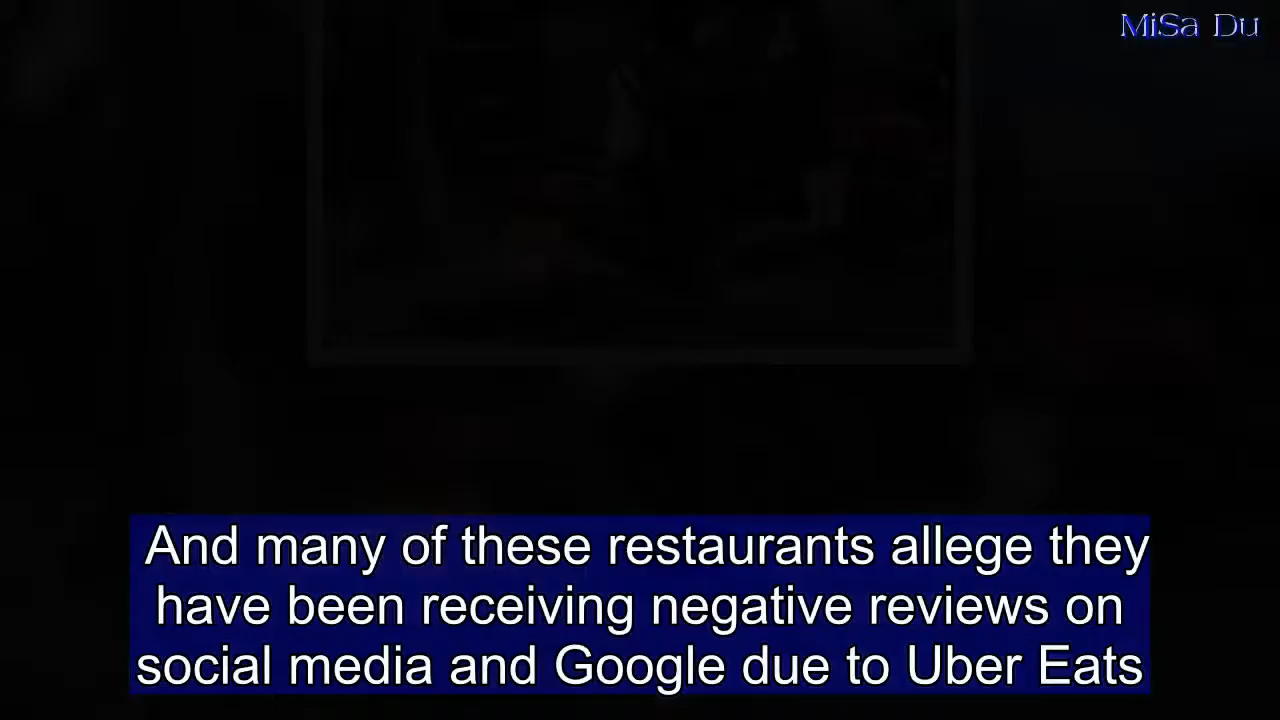 MiSa Du
And many of these restaurants allege they
have been receiving negative reviews on
social media and Google due to Uber Eats